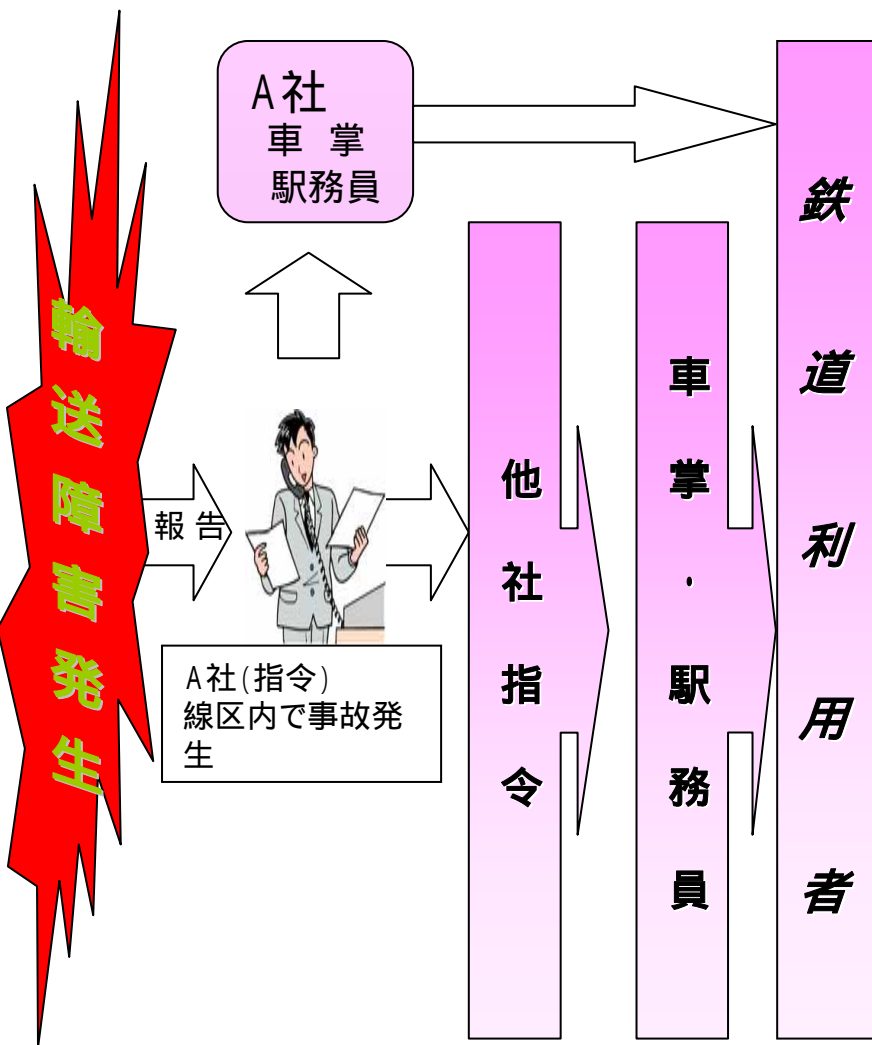 輸送障害発生
報告
A社
車 掌
駅務員
A社(指令)
線区内で事故発
生
他社指令
車掌・駅務員
鉄道利用者